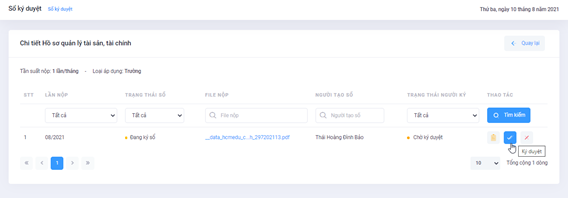 Sổ ký duyệt Sổ ký duyệt Thứ ba, ngày 10 tháng 8 năm 2021
Chi tiết Hồ sơ quản lý tài sản, tài chính Quay lại
Tần suất nộp: 1 lần/tháng - Loại áp dụng: Trường
STT LẦN NỘP TRẠNG THÁI SỔ FILE NỘP NGƯỜI TẠO SỔ TRẠNG THÁI NGƯỜI KÝ THAO TÁC
Tất cả Tất cả File nộp Người tạo sổ Tất cả Tìm kiếm
1 08/2021 Đang ký số __data_hcmedu_c...h_297202113.pdf Thái Hoàng Đình Bảo Chờ ký duyệt
Ký duyệt
1 10 Tổng cộng 1 dòng